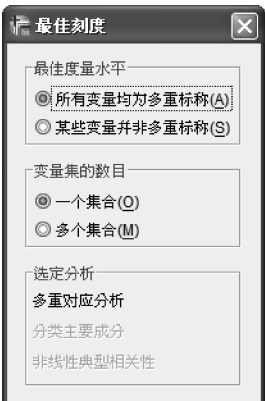 最佳刻度
最佳度量水平
所有变量均为多重标称(A)
某些变量并非多重标称(S)
变量集的数目
一个集合(O)
多个集合(M)
选定分析
多重对应分析
分类主要成分
非线性典型相关性